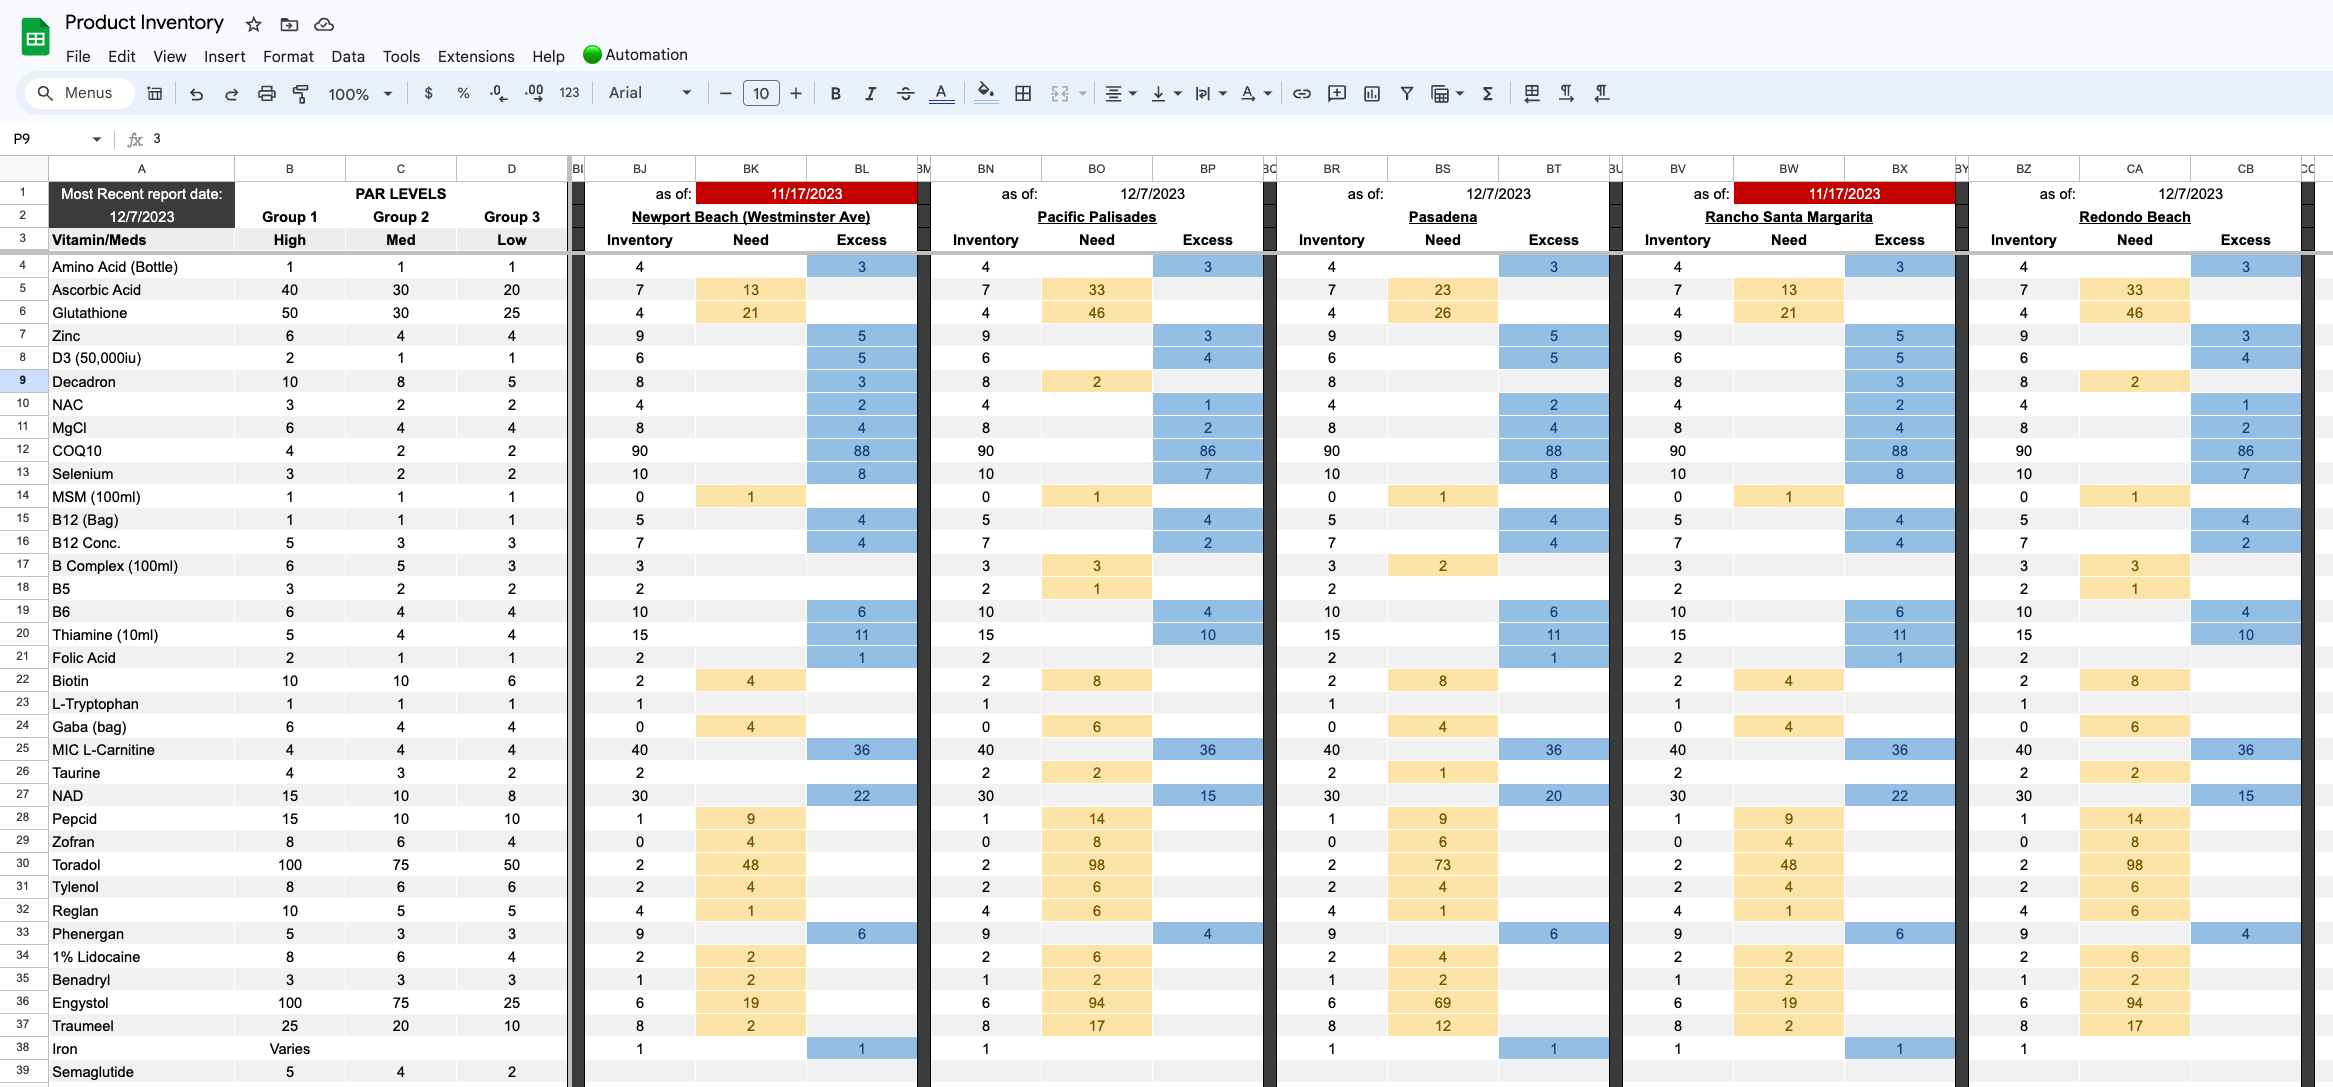 Product Inventory
File Edit View Insert Format Data Tools Extensions Help Automation
Menus 100% $ % .0 .00 123 Arial 10 B I A
P9 fx 3
A B C D BI BJ BK BL BM BN BO BP BQ BR BS BT BU BV BW BX BY BZ CA CB CC
1 Most Recent report date: PAR LEVELS as of: 11/17/2023 as of: 12/7/2023 as of: 12/7/2023 as of: 11/17/2023 as of: 12/7/2023
2 12/7/2023 Group 1 Group 2 Group 3 Newport Beach (Westminster Ave) Pacific Palisades Pasadena Rancho Santa Margarita Redondo Beach
3 Vitamin/Meds High Med Low Inventory Need Excess Inventory Need Excess Inventory Need Excess Inventory Need Excess Inventory Need Excess
4 Amino Acid (Bottle) 1 1 1 4 3 4 3 4 3 4 3 4 3
5 Ascorbic Acid 40 30 20 7 13 7 33 7 23 7 13 7 33
6 Glutathione 50 30 25 4 21 4 46 4 26 4 21 4 46
7 Zinc 6 4 4 9 5 9 3 9 5 9 5 9 3
8 D3 (50,000iu) 2 1 1 6 5 6 4 6 5 6 5 6 4
9 Decadron 10 8 5 8 3 8 2 8 8 3 8 2
10 NAC 3 2 2 4 2 4 1 4 2 4 2 4 1
11 MgCl 6 4 4 8 4 8 2 8 4 8 4 8 2
12 COQ10 4 2 2 90 88 90 86 90 88 90 88 90 86
13 Selenium 3 2 2 10 8 10 7 10 8 10 8 10 7
14 MSM (100ml) 1 1 1 0 1 0 1 0 1 0 1 0 1
15 B12 (Bag) 1 1 1 5 4 5 4 5 4 5 4 5 4
16 B12 Conc. 5 3 3 7 4 7 2 7 4 7 4 7 2
17 B Complex (100ml) 6 5 3 3 3 3 3 2 3 3 3
18 B5 3 2 2 2 2 1 2 2 2 1
19 B6 6 4 4 10 6 10 4 10 6 10 6 10 4
20 Thiamine (10ml) 5 4 4 15 11 15 10 15 11 15 11 15 10
21 Folic Acid 2 1 1 2 1 2 2 1 2 1 2
22 Biotin 10 10 6 2 4 2 8 2 8 2 4 2 8
23 L-Tryptophan 1 1 1 1 1 1 1 1
24 Gaba (bag) 6 4 4 0 4 0 6 0 4 0 4 0 6
25 MIC L-Carnitine 4 4 4 40 36 40 36 40 36 40 36 40 36
26 Taurine 4 3 2 2 2 2 2 1 2 2 2
27 NAD 15 10 8 30 22 30 15 30 20 30 22 30 15
28 Pepcid 15 10 10 1 9 1 14 1 9 1 9 1 14
29 Zofran 8 6 4 0 4 0 8 0 6 0 4 0 8
30 Toradol 100 75 50 2 48 2 98 2 73 2 48 2 98
31 Tylenol 8 6 6 2 4 2 6 2 4 2 4 2 6
32 Reglan 10 5 5 4 1 4 6 4 1 4 1 4 6
33 Phenergan 5 3 3 9 6 9 4 9 6 9 6 9 4
34 1% Lidocaine 8 6 4 2 2 2 6 2 4 2 2 2 6
35 Benadryl 3 3 3 1 2 1 2 1 2 1 2 1 2
36 Engystol 100 75 25 6 19 6 94 6 69 6 19 6 94
37 Traumeel 25 20 10 8 2 8 17 8 12 8 2 8 17
38 Iron Varies 1 1 1 1 1 1 1 1
39 Semaglutide 5 4 2